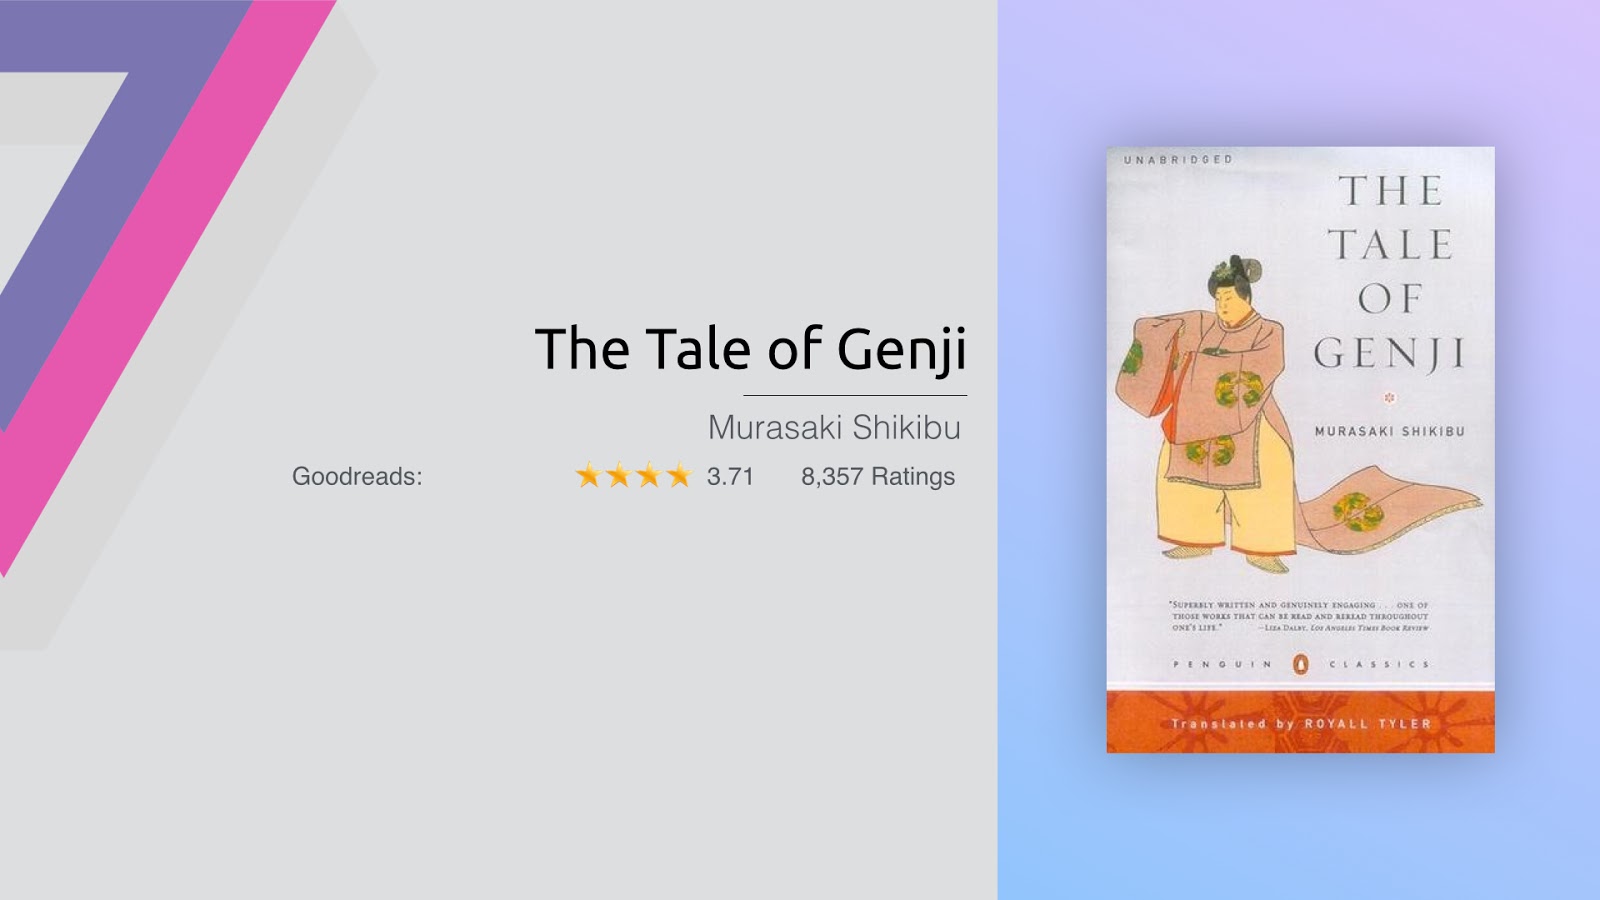 The Tale of Genji
Murasaki Shikibu
Goodreads: 3.71 8,357 Ratings
UNABRIDGED
THE
TALE
OF
GENJI
MURASAKI SHIKIBU
"SUPERBLY WRITTEN AND GENUINELY ENGAGING . . . ONE OF
THOSE WORKS THAT CAN BE READ AND REREAD THROUGHOUT
ONE'S LIFE." —LIZA DALBY, LOS ANGELES TIMES BOOK REVIEW
PENGUIN CLASSICS
Translated by ROYALL TYLER